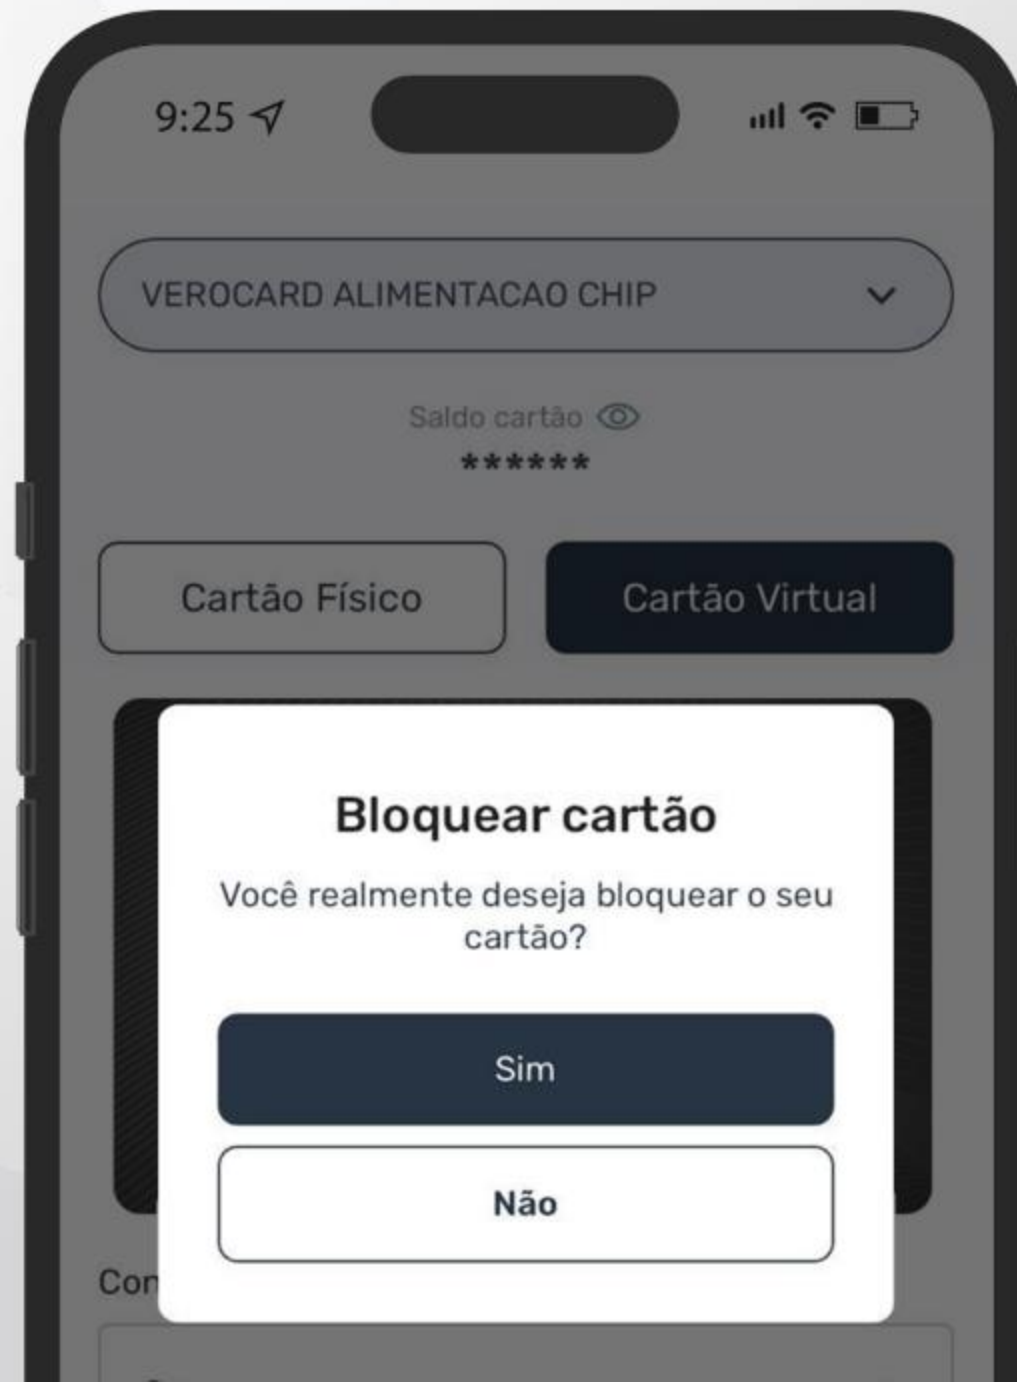 9:25
VEROCARD ALIMENTACAO CHIP
Saldo cartão
******
Cartão Físico
Cartão Virtual
Bloquear cartão
Você realmente deseja bloquear o seu
cartão?
Sim
Não